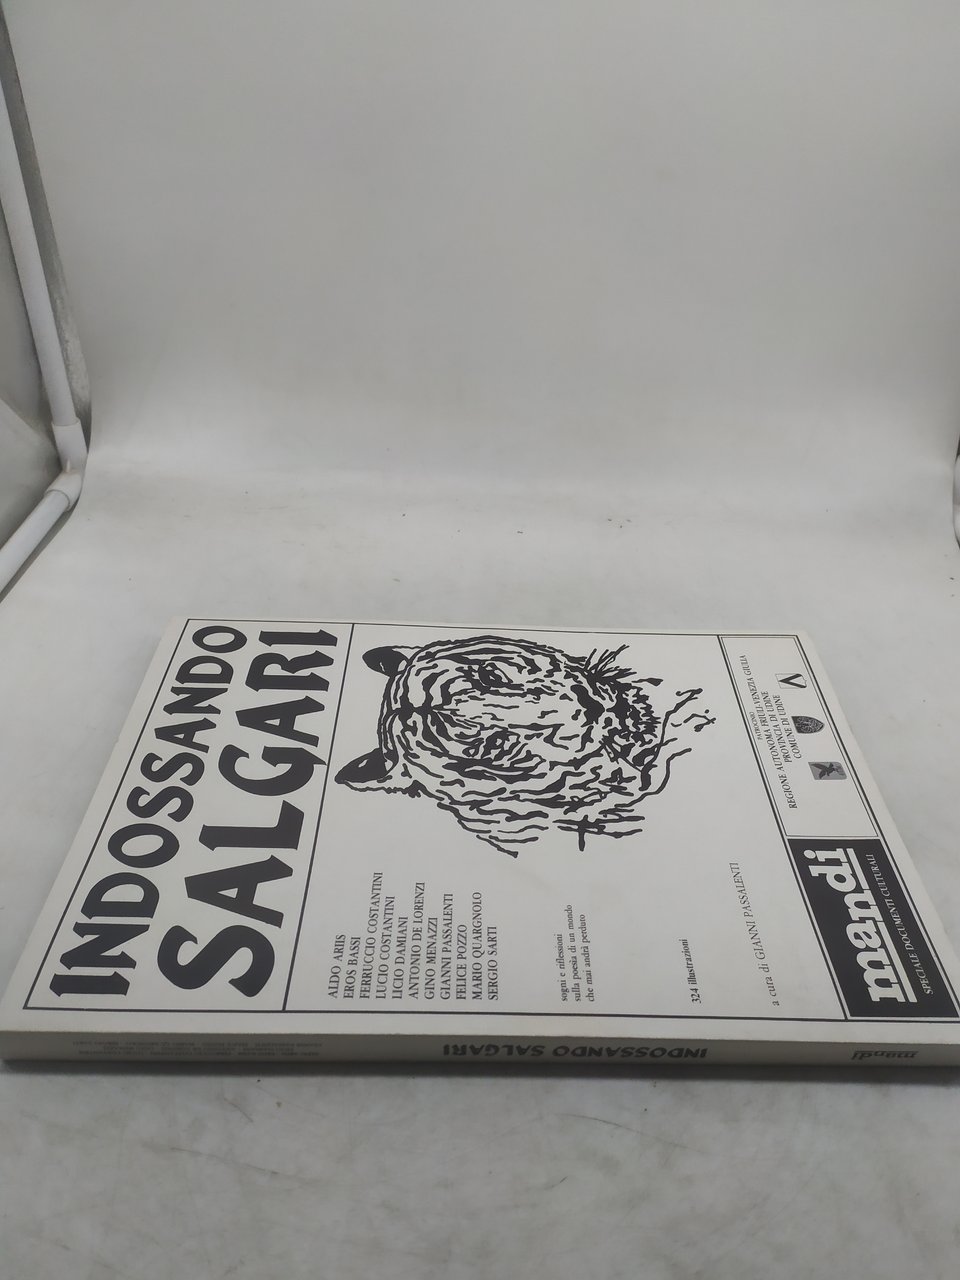 INDOSSANDO
SALGARI
ALDO ARIIS
EROS BASSI
FERRUCCIO COSTANTINI
LUCIO COSTANTINI
LICIO DAMIANI
ANTONIO DE LORENZI
GINO MENAZZI
GIANNI PASSALENTI
FELICE POZZO
MARIO QUARGNOLO
SERGIO SARTI
sogni e riflessioni
sulla poesia di un mondo
che mai andrà perduto
324 illustrazioni
a cura di GIANNI PASSALENTI
PATROCINIO
REGIONE AUTONOMA FRIULI-VENEZIA GIULIA
PROVINCIA DI UDINE
COMUNE DI UDINE
mandi
SPECIALE DOCUMENTI CULTURALI
INDOSSANDO SALGARI
mandi